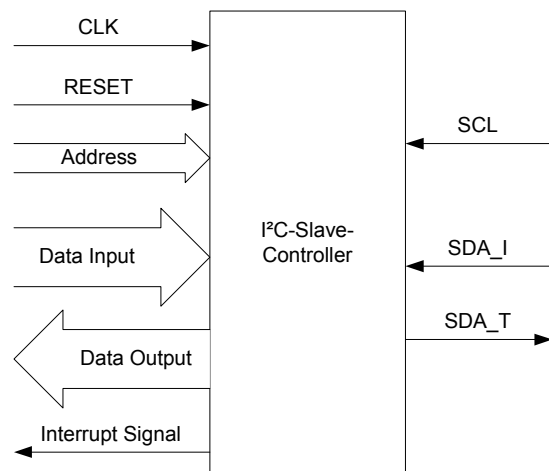 CLK
RESET
Address
Data Input
Data Output
Interrupt Signal
I²C-Slave-
Controller
SCL
SDA_I
SDA_T